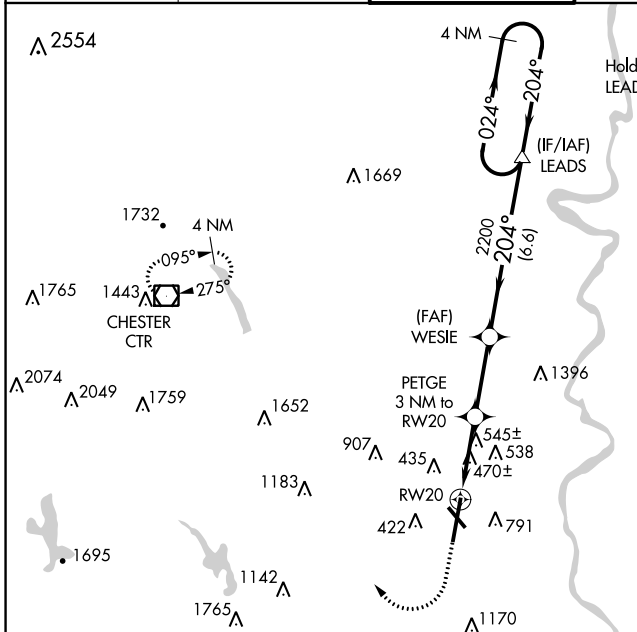 2554
4 NM
Hold
LEAD
204°
024°
(IF/IAF)
LEADS
1669
1732
4 NM
095°
275°
2200
204°
(6.6)
1765
1443
CHESTER
CTR
(FAF)
WESIE
2074
2049
1759
1652
1396
PETGE
3 NM to
RW20
545±
907
435
538
470±
1183
RW20
422
791
1695
1142
1765
1170